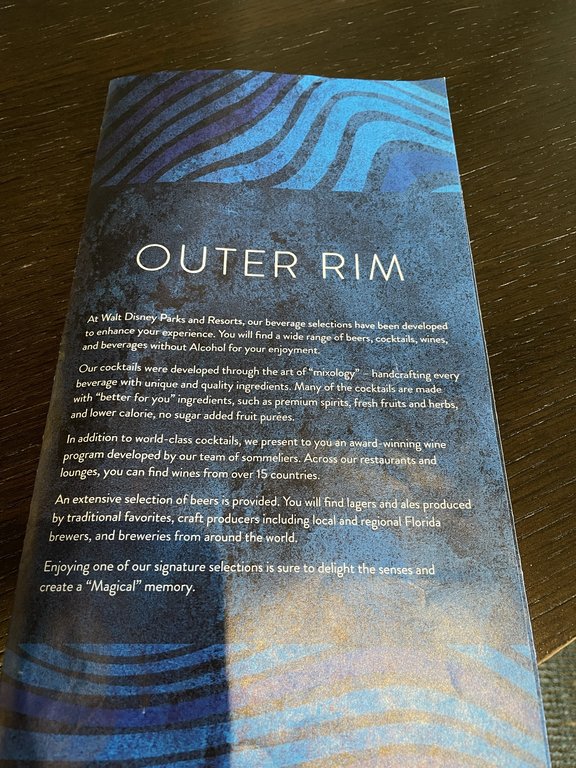 OUTER RIM
At Walt Disney Parks and Resorts, our beverage selections have been developed
to enhance your experience. You will find a wide range of beers, cocktails, wines,
and beverages without Alcohol for your enjoyment.
Our cocktails were developed through the art of “mixology” – handcrafting every
beverage with unique and quality ingredients. Many of the cocktails are made
with “better for you” ingredients, such as premium spirits, fresh fruits and herbs,
and lower calorie, no sugar added fruit purées.
In addition to world-class cocktails, we present to you an award-winning wine
program developed by our team of sommeliers. Across our restaurants and
lounges, you can find wines from over 15 countries.
An extensive selection of beers is provided. You will find lagers and ales produced
by traditional favorites, craft producers including local and regional Florida
brewers, and breweries from around the world.
Enjoying one of our signature selections is sure to delight the senses and
create a “Magical” memory.